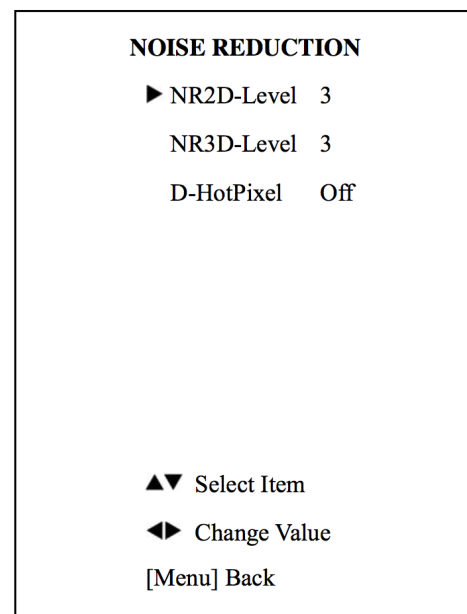 NOISE REDUCTION
▶ NR2D-Level 3
NR3D-Level 3
D-HotPixel Off
▲▼ Select Item
◀▶ Change Value
[Menu] Back